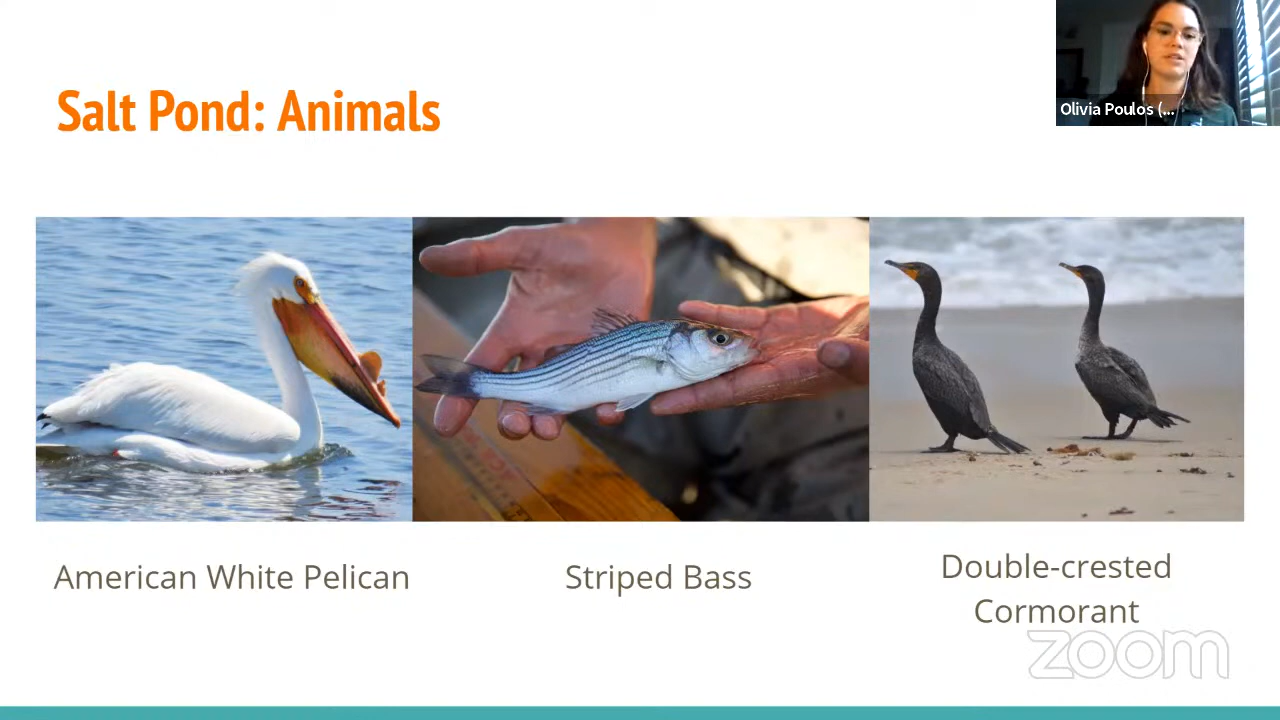 Salt Pond: Animals
Olivia Poulos (...
American White Pelican
Striped Bass
Double-crested
Cormorant
zoom